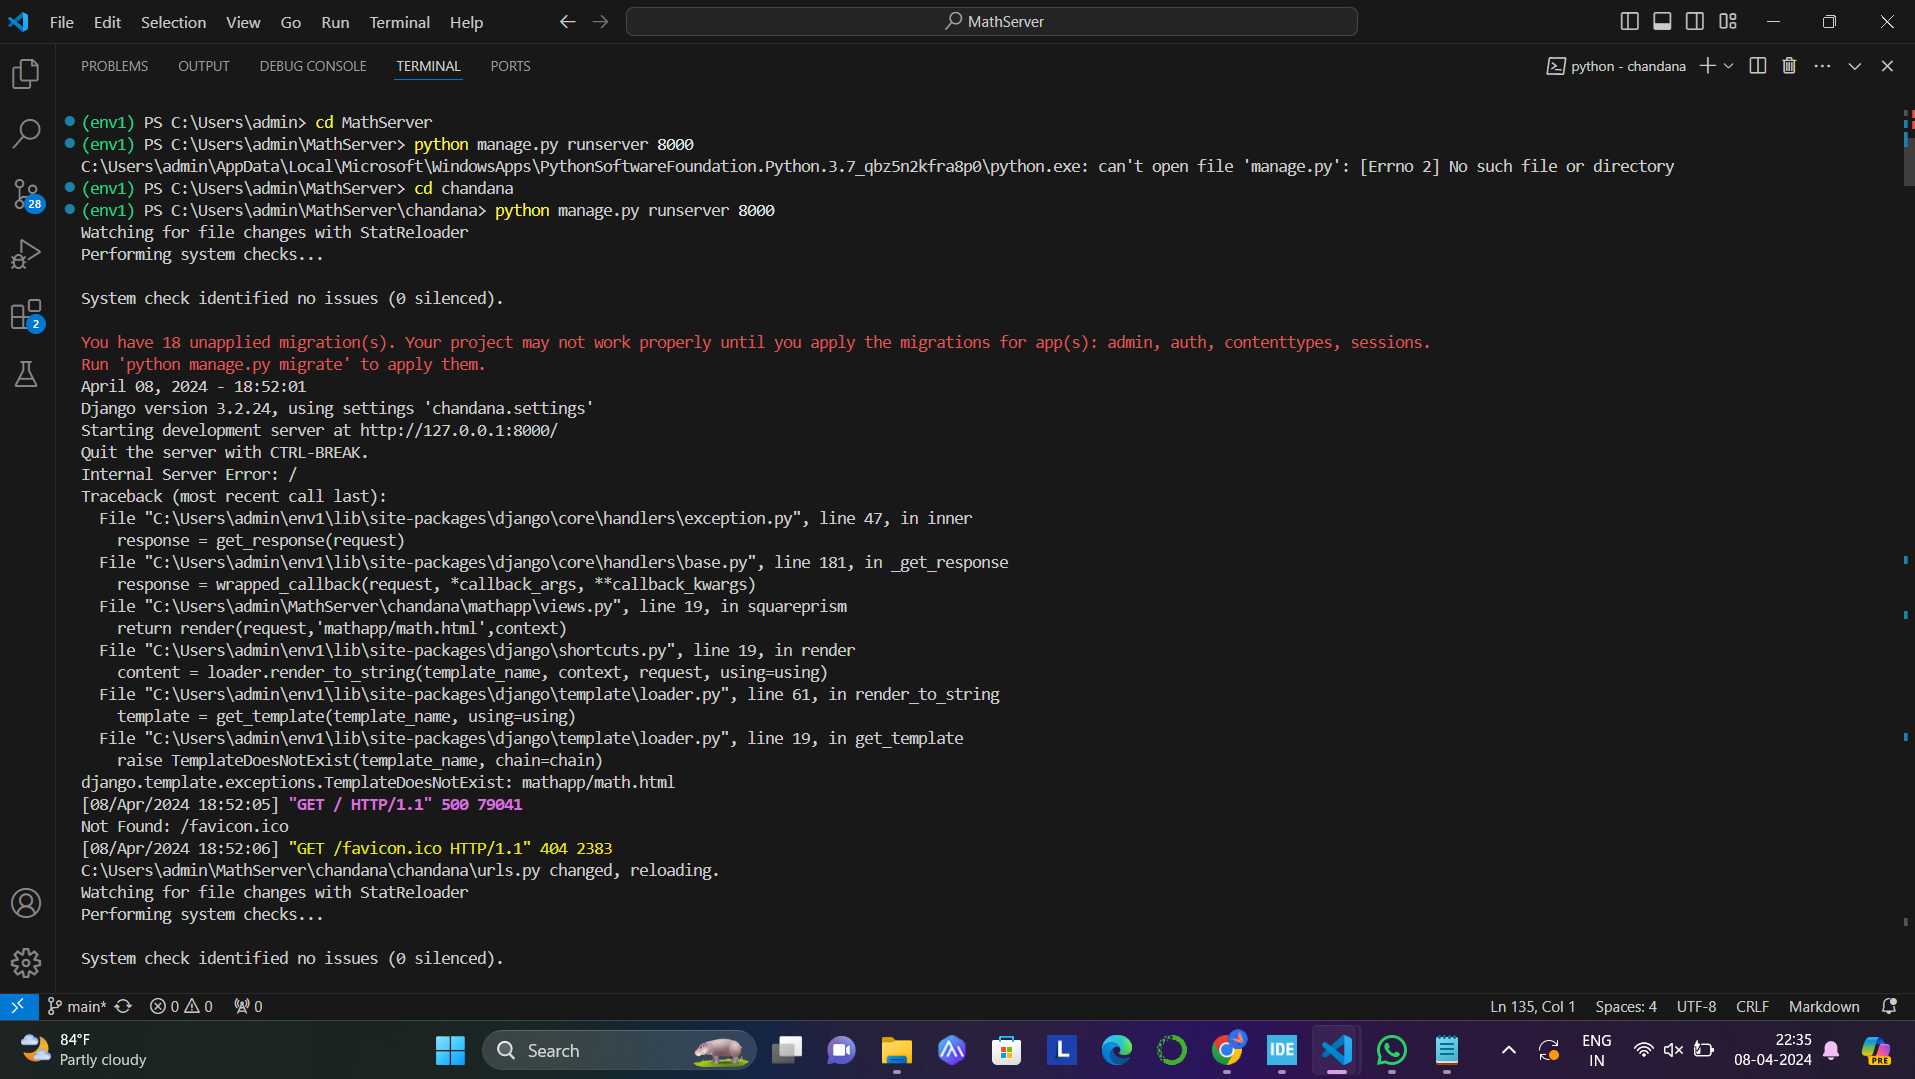 File Edit Selection View Go Run Terminal Help
MathServer
PROBLEMS OUTPUT DEBUG CONSOLE TERMINAL PORTS
python - chandana
(env1) PS C:\Users\admin> cd MathServer
(env1) PS C:\Users\admin\MathServer> python manage.py runserver 8000
C:\Users\admin\AppData\Local\Microsoft\WindowsApps\PythonSoftwareFoundation.Python.3.7_qbz5n2kfra8p0\python.exe: can't open file 'manage.py': [Errno 2] No such file or directory
(env1) PS C:\Users\admin\MathServer> cd chandana
(env1) PS C:\Users\admin\MathServer\chandana> python manage.py runserver 8000
Watching for file changes with StatReloader
Performing system checks...
System check identified no issues (0 silenced).
You have 18 unapplied migration(s). Your project may not work properly until you apply the migrations for app(s): admin, auth, contenttypes, sessions.
Run 'python manage.py migrate' to apply them.
April 08, 2024 - 18:52:01
Django version 3.2.24, using settings 'chandana.settings'
Starting development server at http://127.0.0.1:8000/
Quit the server with CTRL-BREAK.
Internal Server Error: /
Traceback (most recent call last):
File "C:\Users\admin\env1\lib\site-packages\django\core\handlers\exception.py", line 47, in inner
response = get_response(request)
File "C:\Users\admin\env1\lib\site-packages\django\core\handlers\base.py", line 181, in _get_response
response = wrapped_callback(request, *callback_args, **callback_kwargs)
File "C:\Users\admin\MathServer\chandana\mathapp\views.py", line 19, in squareprism
return render(request,'mathapp/math.html',context)
File "C:\Users\admin\env1\lib\site-packages\django\shortcuts.py", line 19, in render
content = loader.render_to_string(template_name, context, request, using=using)
File "C:\Users\admin\env1\lib\site-packages\django\template\loader.py", line 61, in render_to_string
template = get_template(template_name, using=using)
File "C:\Users\admin\env1\lib\site-packages\django\template\loader.py", line 19, in get_template
raise TemplateDoesNotExist(template_name, chain=chain)
django.template.exceptions.TemplateDoesNotExist: mathapp/math.html
[08/Apr/2024 18:52:05] "GET / HTTP/1.1" 500 79041
Not Found: /favicon.ico
[08/Apr/2024 18:52:06] "GET /favicon.ico HTTP/1.1" 404 2383
C:\Users\admin\MathServer\chandana\chandana\urls.py changed, reloading.
Watching for file changes with StatReloader
Performing system checks...
System check identified no issues (0 silenced).
28
2
main* 0 0 0
Ln 135, Col 1 Spaces: 4 UTF-8 CRLF Markdown
84°F
Partly cloudy
Search
L
IDE
ENG
IN
22:35
08-04-2024
PRE